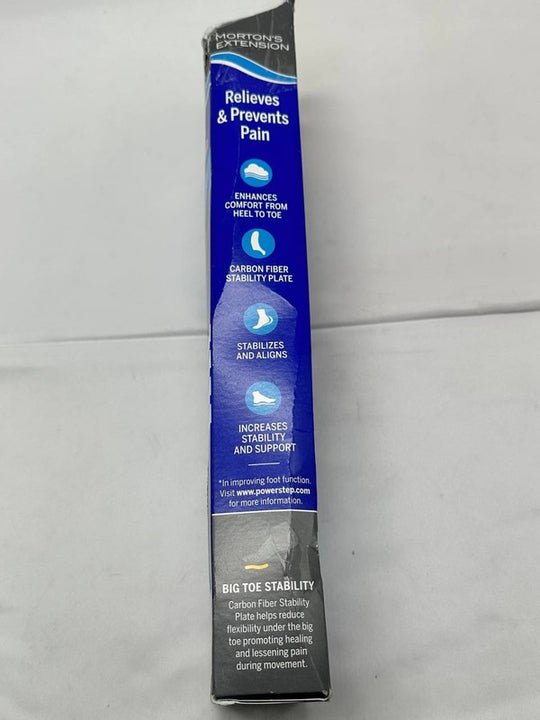 MORTON'S
EXTENSION
Relieves
& Prevents
Pain
ENHANCES
COMFORT FROM
HEEL TO TOE
CARBON FIBER
STABILITY PLATE
STABILIZES
AND ALIGNS
INCREASES
STABILITY
AND SUPPORT
*In improving foot function.
Visit www.powerstep.com
for more information.
BIG TOE STABILITY
Carbon Fiber Stability
Plate helps reduce
flexibility under the big
toe promoting healing
and lessening pain
during movement.